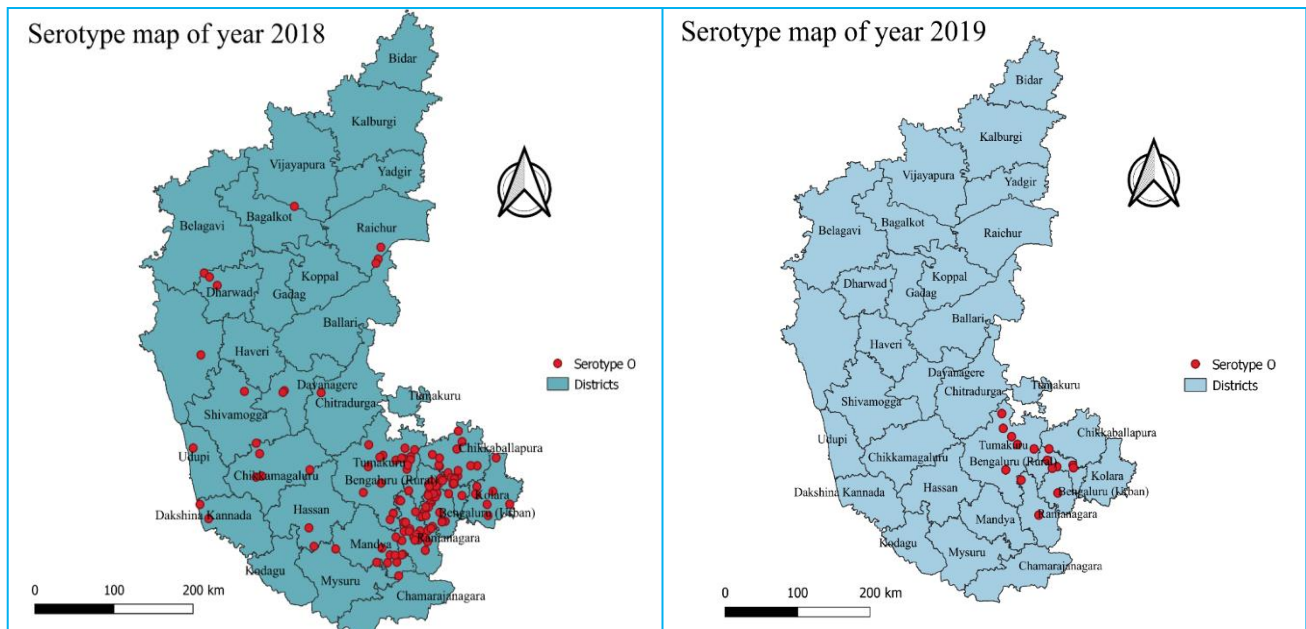 Serotype map of year 2018
Bidar
Kalburgi
Vijayapura
Yadgir
Bagalkot
Belagavi
Raichur
Koppal
Dharwad
Gadag
Ballari
Haveri
Serotype O
Districts
Davanagere
Tumakuru
Chitradurga
Shivamogga
Udupi
Chikkaballapura
Tumakuru
Chikkamagaluru
Bengaluru (Rural)
Kolara
Hassan
Dakshina Kannada
Bengaluru (Urban)
Ramanagara
Mandya
Kodagu
Mysuru
Chamarajanagara
0 100 200 km
Serotype map of year 2019
Bidar
Kalburgi
Vijayapura
Yadgir
Bagalkot
Belagavi
Raichur
Koppal
Dharwad
Gadag
Ballari
Haveri
Serotype O
Districts
Davanagere
Tumakuru
Chitradurga
Shivamogga
Udupi
Tumakuru
Chikkaballapura
Chikkamagaluru
Bengaluru (Rural)
Kolara
Hassan
Dakshina Kannada
Bengaluru (Urban)
Ramanagara
Mandya
Kodagu
Mysuru
Chamarajanagara
0 100 200 km